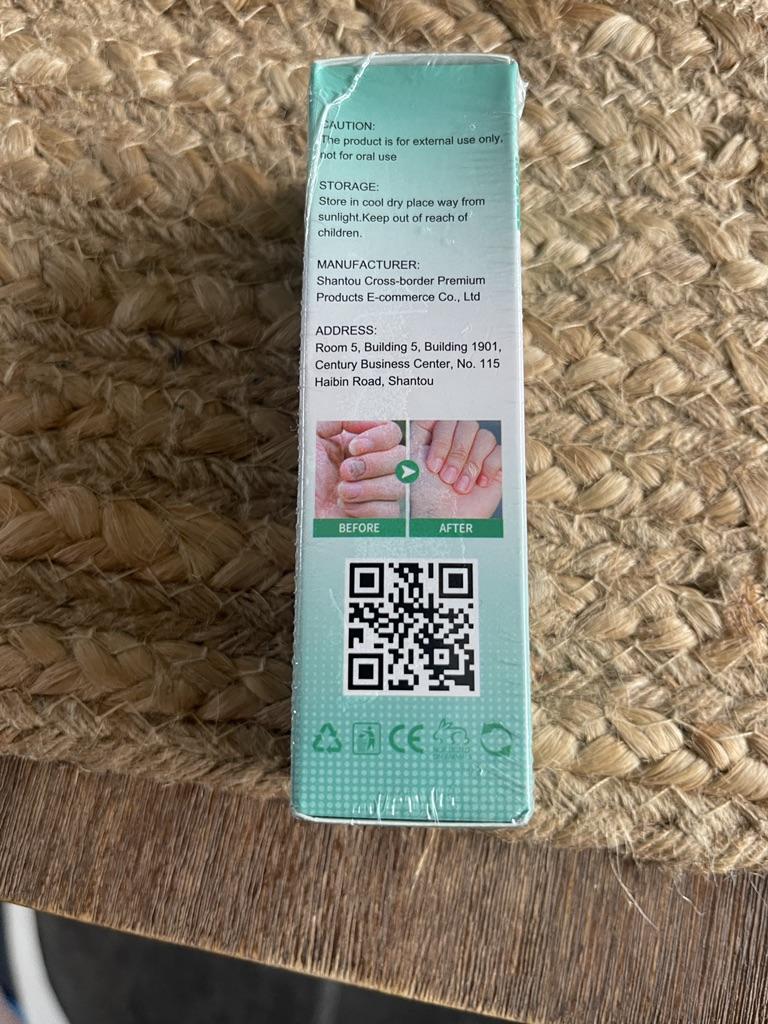 CAUTION:
The product is for external use only,
not for oral use
STORAGE:
Store in cool dry place way from
sunlight.Keep out of reach of
children.
MANUFACTURER:
Shantou Cross-border Premium
Products E-commerce Co., Ltd
ADDRESS:
Room 5, Building 5, Building 1901,
Century Business Center, No. 115
Haibin Road, Shantou
BEFORE AFTER
CE